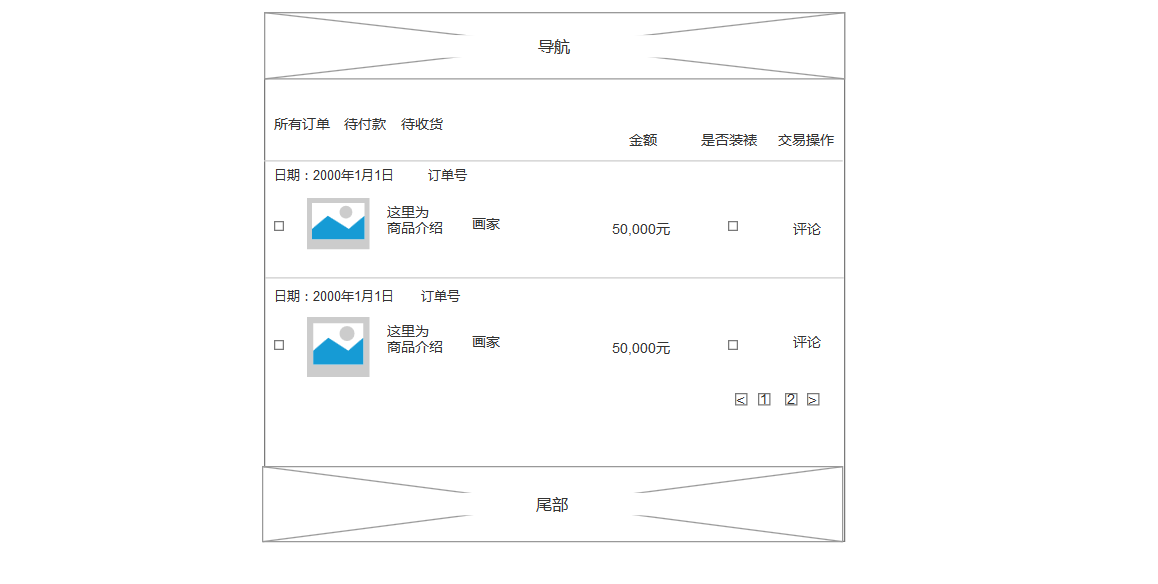 导航
所有订单 待付款 待收货
金额 是否装裱 交易操作
日期：2000年1月1日 订单号
这里为
商品介绍
画家
50,000元
评论
日期：2000年1月1日 订单号
这里为
商品介绍
画家
50,000元
评论
< 1 2 >
尾部